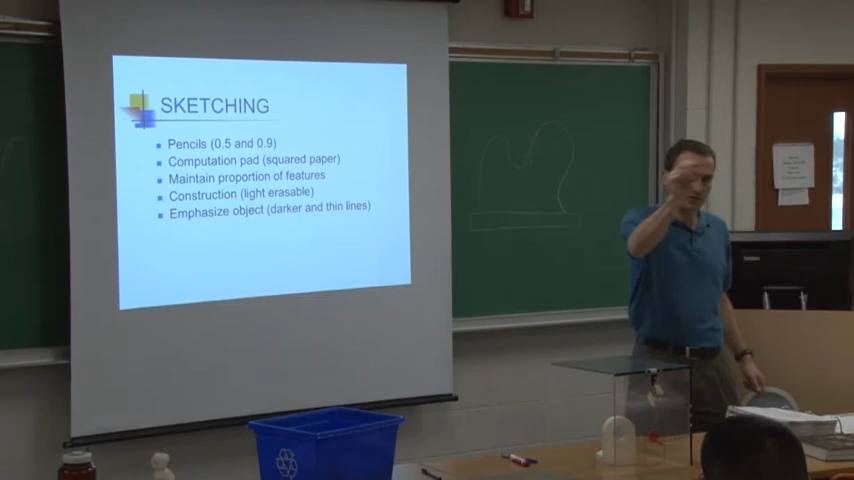 SKETCHING
Pencils (0.5 and 0.9)
Computation pad (squared paper)
Maintain proportion of features
Construction (light erasable)
Emphasize object (darker and thin lines)